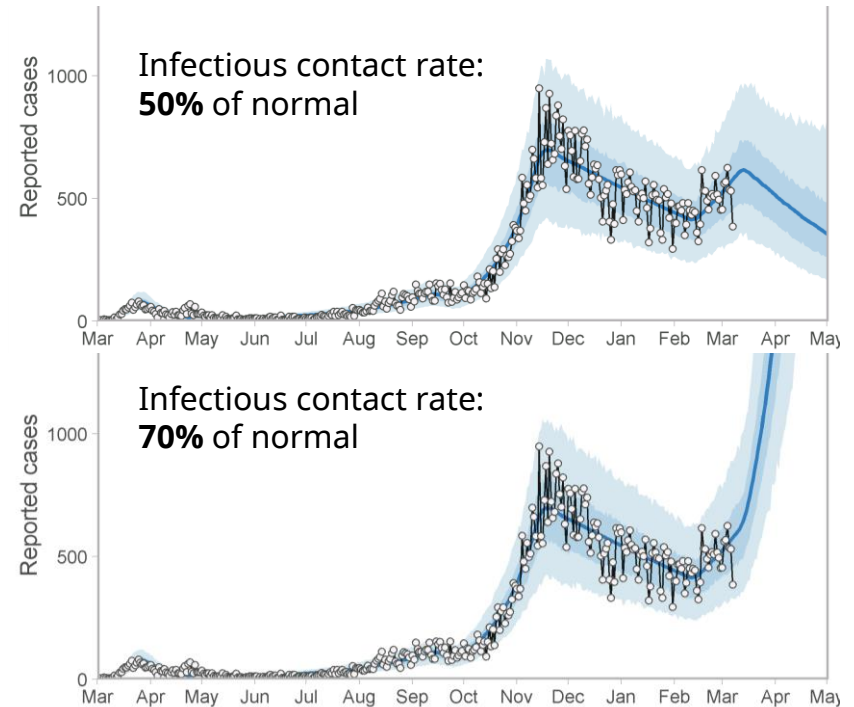 Infectious contact rate:
50% of normal
Reported cases
1000
500
0
Mar Apr May Jun Jul Aug Sep Oct Nov Dec Jan Feb Mar Apr May
Infectious contact rate:
70% of normal
Reported cases
1000
500
0
Mar Apr May Jun Jul Aug Sep Oct Nov Dec Jan Feb Mar Apr May